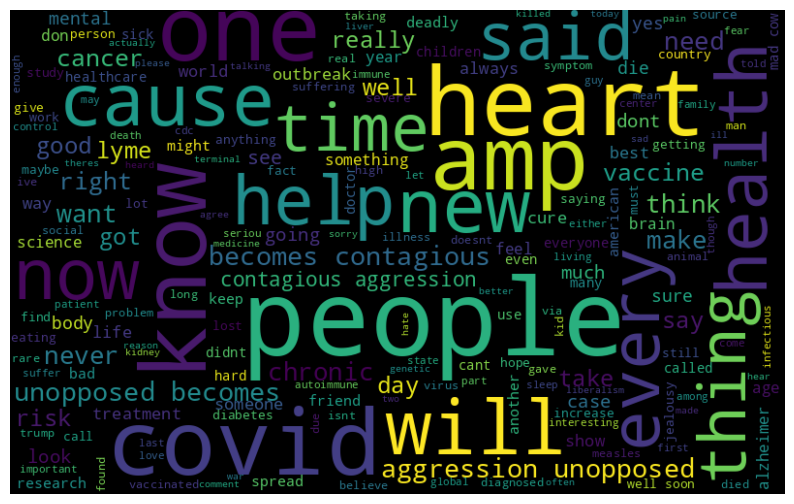 mental
don
person
sick
one
taking
liver
deadly
said
yes
killed
today
pain
source
cancer
really
actually
please
real
talking
year
children
need
don
fear
told
mad cow
enough
study
healthcare
world
outbreak
immune
symptom
guy
country
suffering
always
die
cause
heart
health
may
well
severe
mean
family
give
work
cdc
time
center
dont
getting
man
control
death
might
anything
amp
sad
ill
good
lyme
something
best
number
maybe
theres
heard
see
terminal
fact
high
let
vaccine
ive
lot
right
know
help
new
doctor
saying
either
american
must
think
way
agree
cure
brain
though
social
want
got
seriou
sorry
illness
doesnt
everyone
make
animal
science
going
medicine
feel
becomes contagious
even
living
now
patient
contagious aggression
much
many
sure
every
thing
long
keep
better
find
problem
people
use
via
say
come
infectious
body
lost
hate
kid
eating
life
reason
state
still
rare
never
kidney
didnt
genetic
gave
called
hear
suffer
bad
hard
chronic
cant
hope
age
autoimmune
part
another
take
among
unopposed becomes
day
virus
sleep
liberalism
jealousy
made
someone
friend
isnt
two
case
increase
risk
treatment
diabetes
due
will
interesting
trump
call
covid
show
measles
look
last
love
first
alzheimer
important
found
war
aggression unopposed
well soon
died
research
vaccinated
comment
spread
believe
global
diagnosed
often